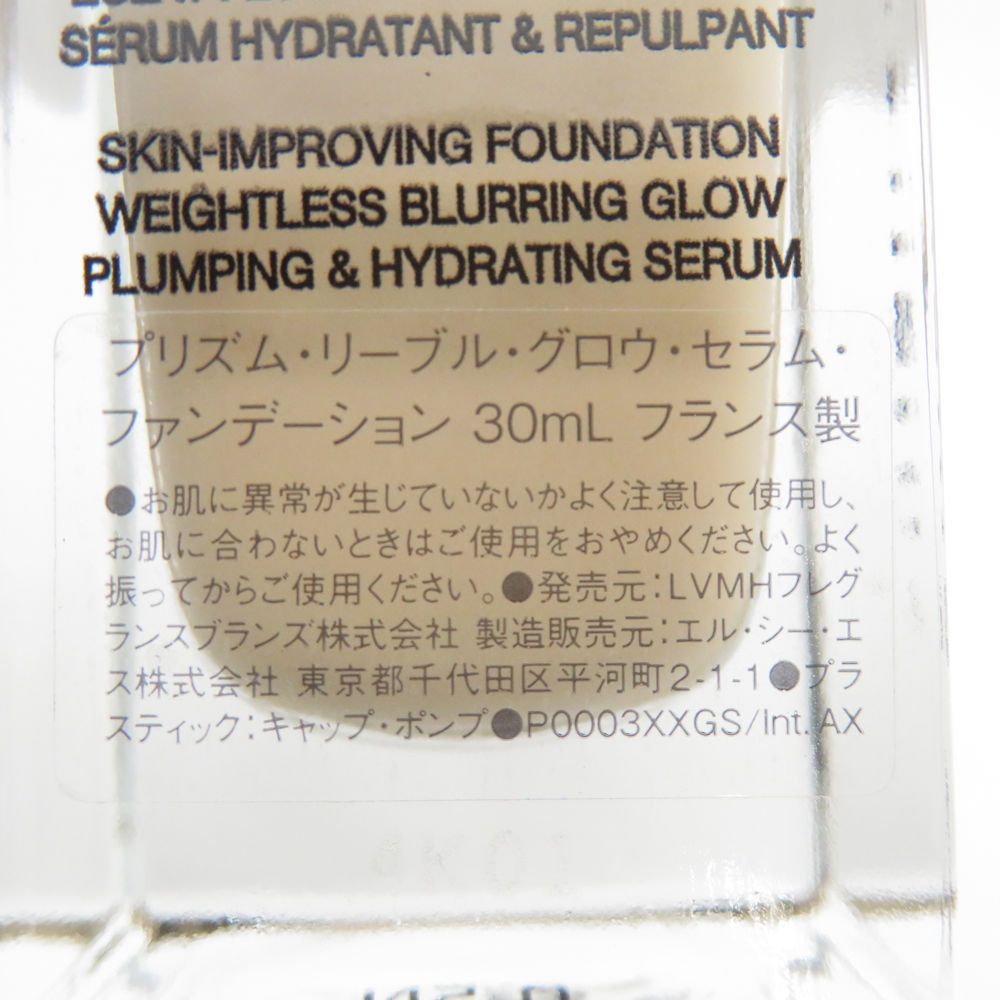 SÉRUM HYDRATANT & REPULPANT
SKIN-IMPROVING FOUNDATION
WEIGHTLESS BLURRING GLOW
PLUMPING & HYDRATING SERUM
プリズム・リーブル・グロウ・セラム・
ファンデーション 30mL フランス製
●お肌に異常が生じていないかよく注意して使用し、
お肌に合わないときはご使用をおやめください。よく
振ってからご使用ください。●発売元：LVMHフレグ
ランスブランズ株式会社 製造販売元：エル・シー・エ
ス株式会社 東京都千代田区平河町2-1-1●プラ
スティック：キャップ・ポンプ●P0003XXGS/Int. AX
4K01